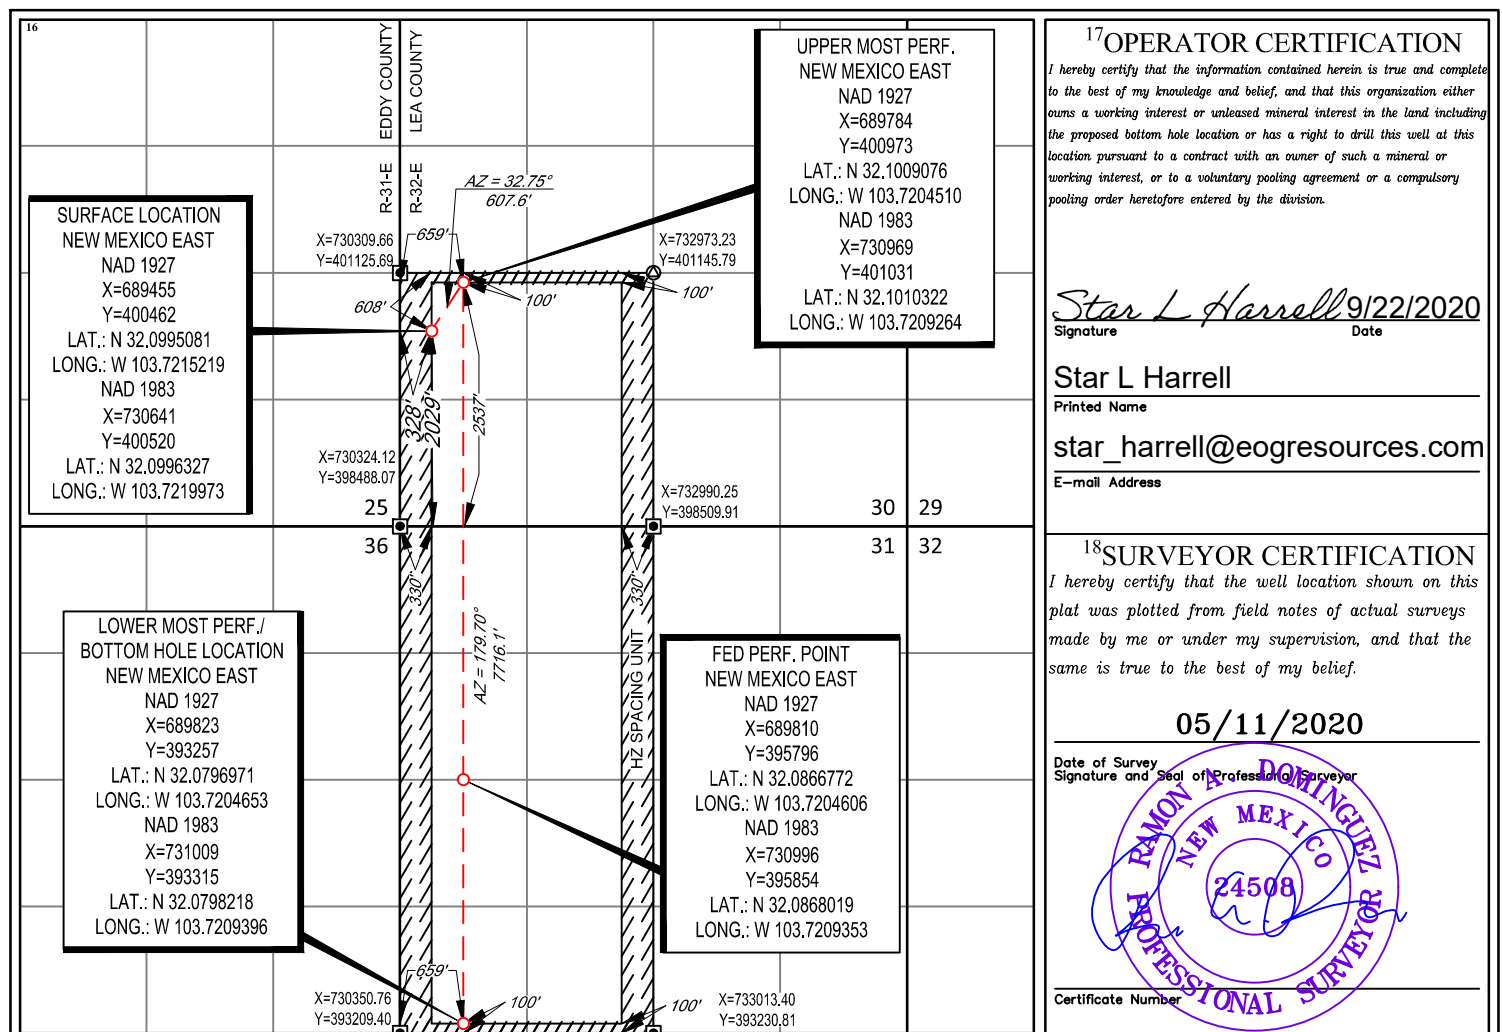 16
EDDY COUNTY
LEA COUNTY
R-31-E
R-32-E
AZ = 32.75°
607.6'
UPPER MOST PERF.
NEW MEXICO EAST
NAD 1927
X=689784
Y=400973
LAT.: N 32.1009076
LONG.: W 103.7204510
NAD 1983
X=730969
Y=401031
LAT.: N 32.1010322
LONG.: W 103.7209264
SURFACE LOCATION
NEW MEXICO EAST
NAD 1927
X=689455
Y=400462
LAT.: N 32.0995081
LONG.: W 103.7215219
NAD 1983
X=730641
Y=400520
LAT.: N 32.0996327
LONG.: W 103.7219973
X=730309.66
Y=401125.69
659'
X=732973.23
Y=401145.79
608'
100'
100'
328'
2029'
2537'
X=730324.12
Y=398488.07
X=732990.25
Y=398509.91
25
30
29
36
31
32
330'
330'
AZ = 179.70°
7716.1'
HZ SPACING UNIT
LOWER MOST PERF./
BOTTOM HOLE LOCATION
NEW MEXICO EAST
NAD 1927
X=689823
Y=393257
LAT.: N 32.0796971
LONG.: W 103.7204653
NAD 1983
X=731009
Y=393315
LAT.: N 32.0798218
LONG.: W 103.7209396
FED PERF. POINT
NEW MEXICO EAST
NAD 1927
X=689810
Y=395796
LAT.: N 32.0866772
LONG.: W 103.7204606
NAD 1983
X=730996
Y=395854
LAT.: N 32.0868019
LONG.: W 103.7209353
659'
X=730350.76
Y=393209.40
100'
100'
X=733013.40
Y=393230.81
17OPERATOR CERTIFICATION
I hereby certify that the information contained herein is true and complete
to the best of my knowledge and belief, and that this organization either
owns a working interest or unleased mineral interest in the land including
the proposed bottom hole location or has a right to drill this well at this
location pursuant to a contract with an owner of such a mineral or
working interest, or to a voluntary pooling agreement or a compulsory
pooling order heretofore entered by the division.
Star L Harrell 9/22/2020
Signature Date
Star L Harrell
Printed Name
star_harrell@eogresources.com
E-mail Address
18SURVEYOR CERTIFICATION
I hereby certify that the well location shown on this
plat was plotted from field notes of actual surveys
made by me or under my supervision, and that the
same is true to the best of my belief.
05/11/2020
Date of Survey
Signature and Seal of Professional Surveyor
RAMON A. DOMINGUEZ
NEW MEXICO
24508
PROFESSIONAL SURVEYOR
Certificate Number